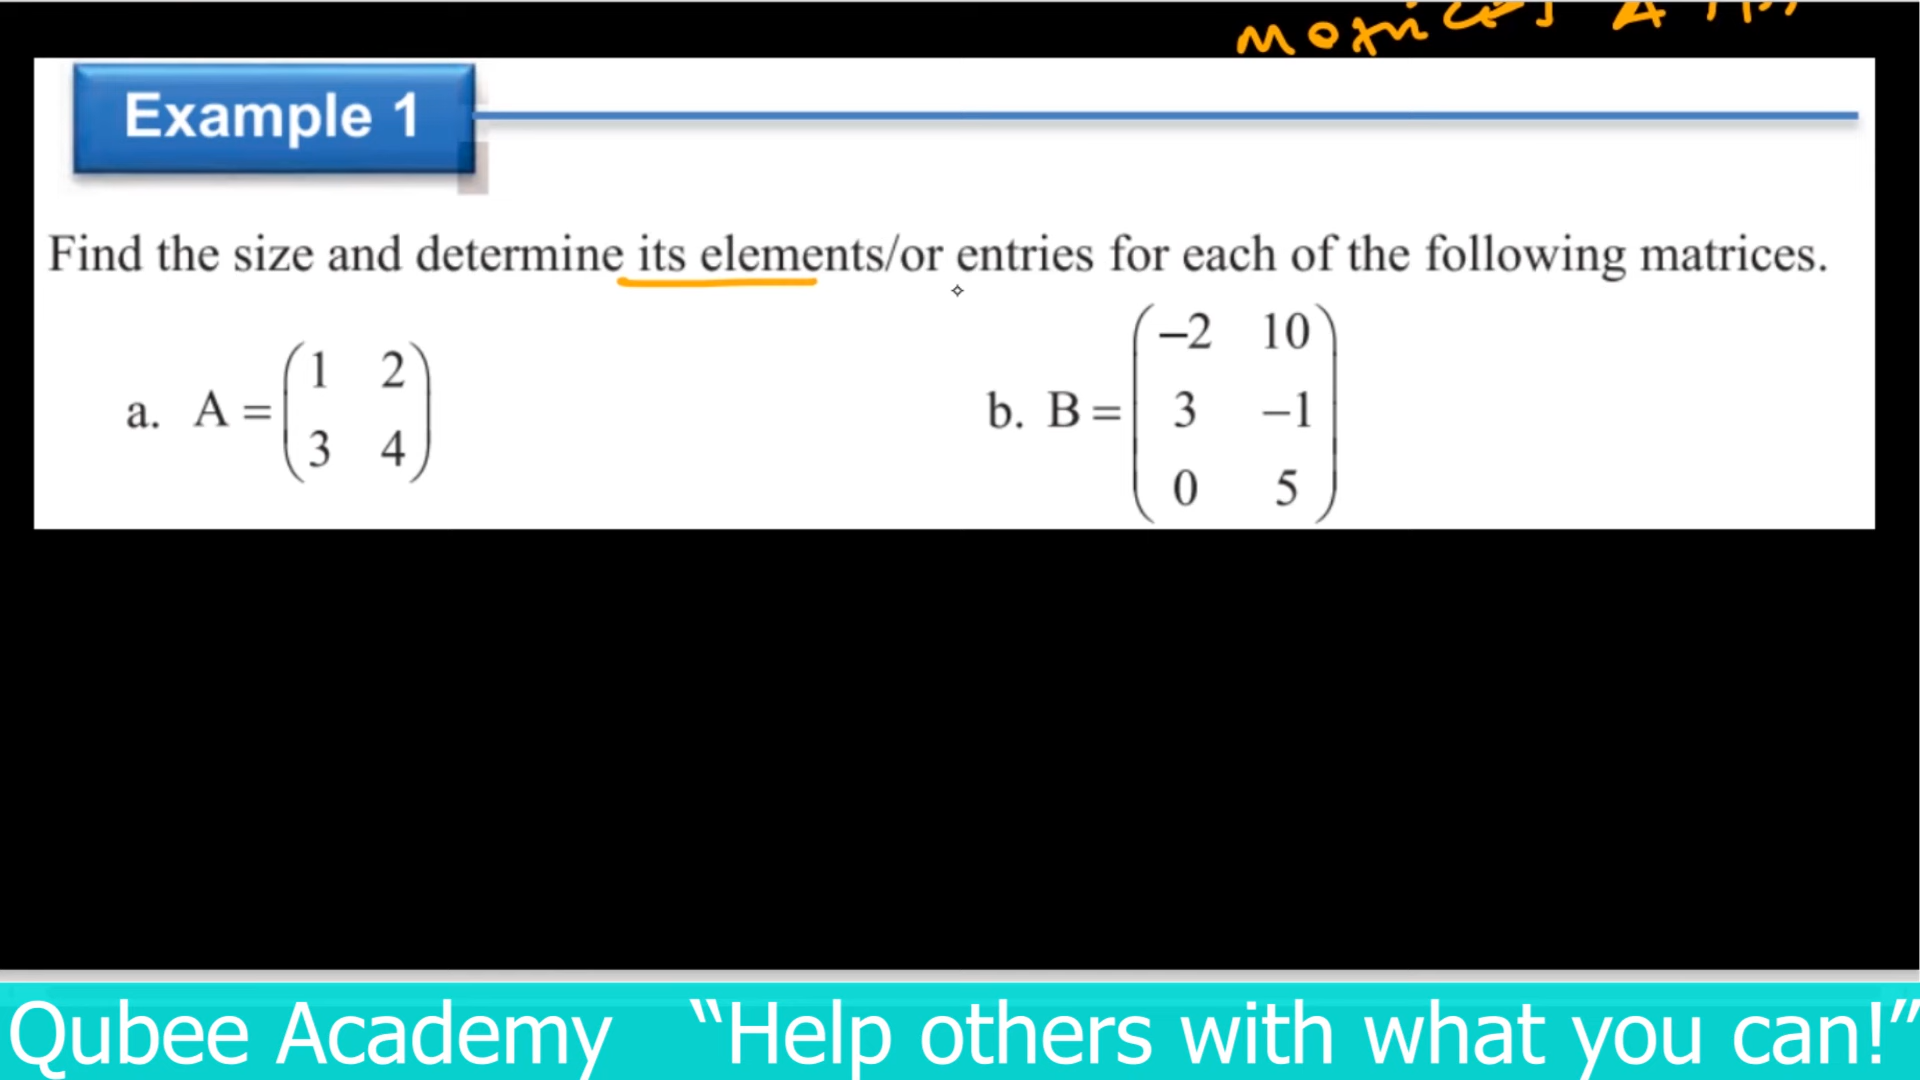 Example 1
Find the size and determine its elements/or entries for each of the following matrices.
a. A = (1 2
3 4)
b. B = (–2 10
3 –1
0 5)
Qubee Academy “Help others with what you can!”